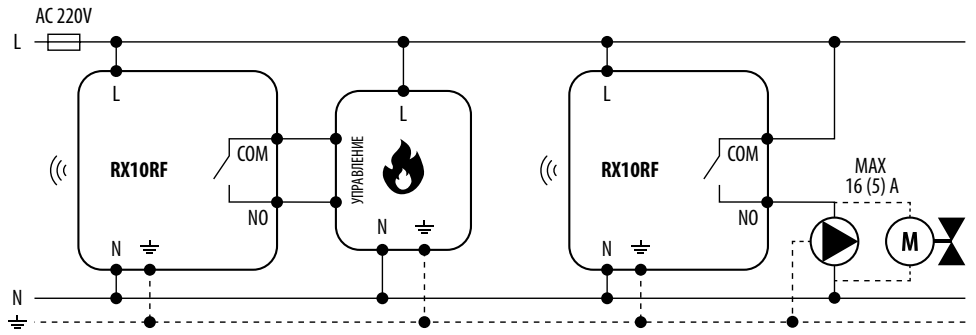 AC 220V
L
L
RX10RF
COM
NO
N
L
УПРАВЛЕНИЕ
N
L
RX10RF
COM
NO
N
MAX
16 (5) A
M
N